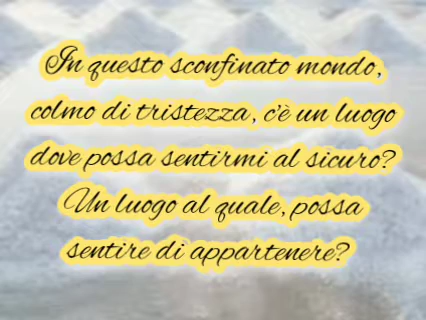 In questo sconfinato mondo,
colmo di tristezza, c'è un luogo
dove possa sentirmi al sicuro?
Un luogo al quale, possa
sentire di appartenere?